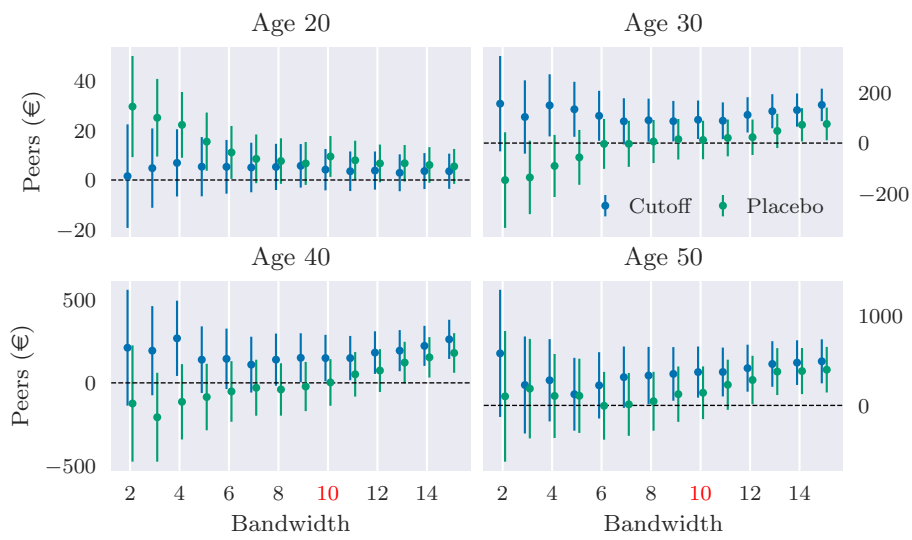 Age 20
Age 30
Peers (€)
40
20
0
−20
200
0
−200
Cutoff
Placebo
Age 40
Age 50
Peers (€)
500
0
−500
1000
0
2 4 6 8 10 12 14
2 4 6 8 10 12 14
Bandwidth
Bandwidth